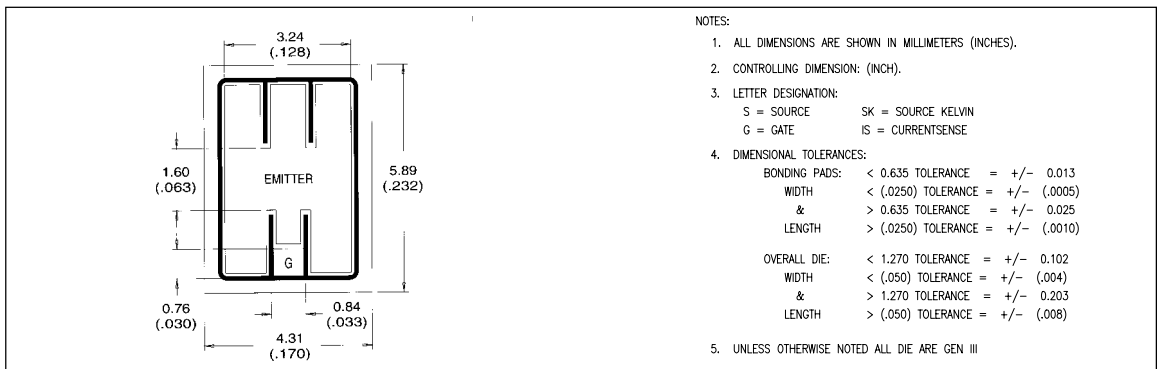 3.24
(.128)
1.60
(.063)
EMITTER
5.89
(.232)
G
0.76
(.030)
0.84
(.033)
4.31
(.170)
NOTES:
1. ALL DIMENSIONS ARE SHOWN IN MILLIMETERS (INCHES).
2. CONTROLLING DIMENSION: (INCH).
3. LETTER DESIGNATION:
S = SOURCE SK = SOURCE KELVIN
G = GATE IS = CURRENTSENSE
4. DIMENSIONAL TOLERANCES:
BONDING PADS: < 0.635 TOLERANCE = +/- 0.013
WIDTH < (.0250) TOLERANCE = +/- (.0005)
& > 0.635 TOLERANCE = +/- 0.025
LENGTH > (.0250) TOLERANCE = +/- (.0010)
OVERALL DIE: < 1.270 TOLERANCE = +/- 0.102
WIDTH < (.050) TOLERANCE = +/- (.004)
& > 1.270 TOLERANCE = +/- 0.203
LENGTH > (.050) TOLERANCE = +/- (.008)
5. UNLESS OTHERWISE NOTED ALL DIE ARE GEN III